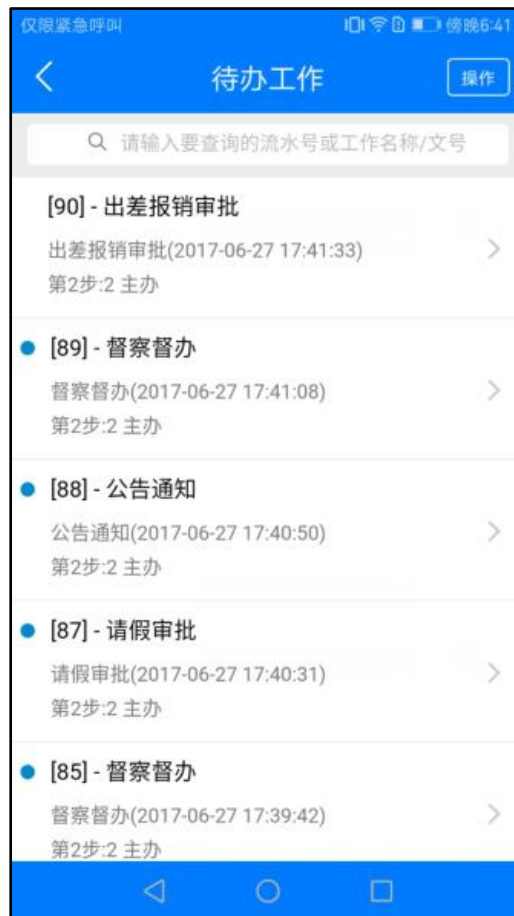 仅限紧急呼叫 傍晚6:41
待办工作 操作
请输入要查询的流水号或工作名称/文号
[90] - 出差报销审批
出差报销审批(2017-06-27 17:41:33)
第2步:2 主办
[89] - 督察督办
督察督办(2017-06-27 17:41:08)
第2步:2 主办
[88] - 公告通知
公告通知(2017-06-27 17:40:50)
第2步:2 主办
[87] - 请假审批
请假审批(2017-06-27 17:40:31)
第2步:2 主办
[85] - 督察督办
督察督办(2017-06-27 17:39:42)
第2步:2 主办